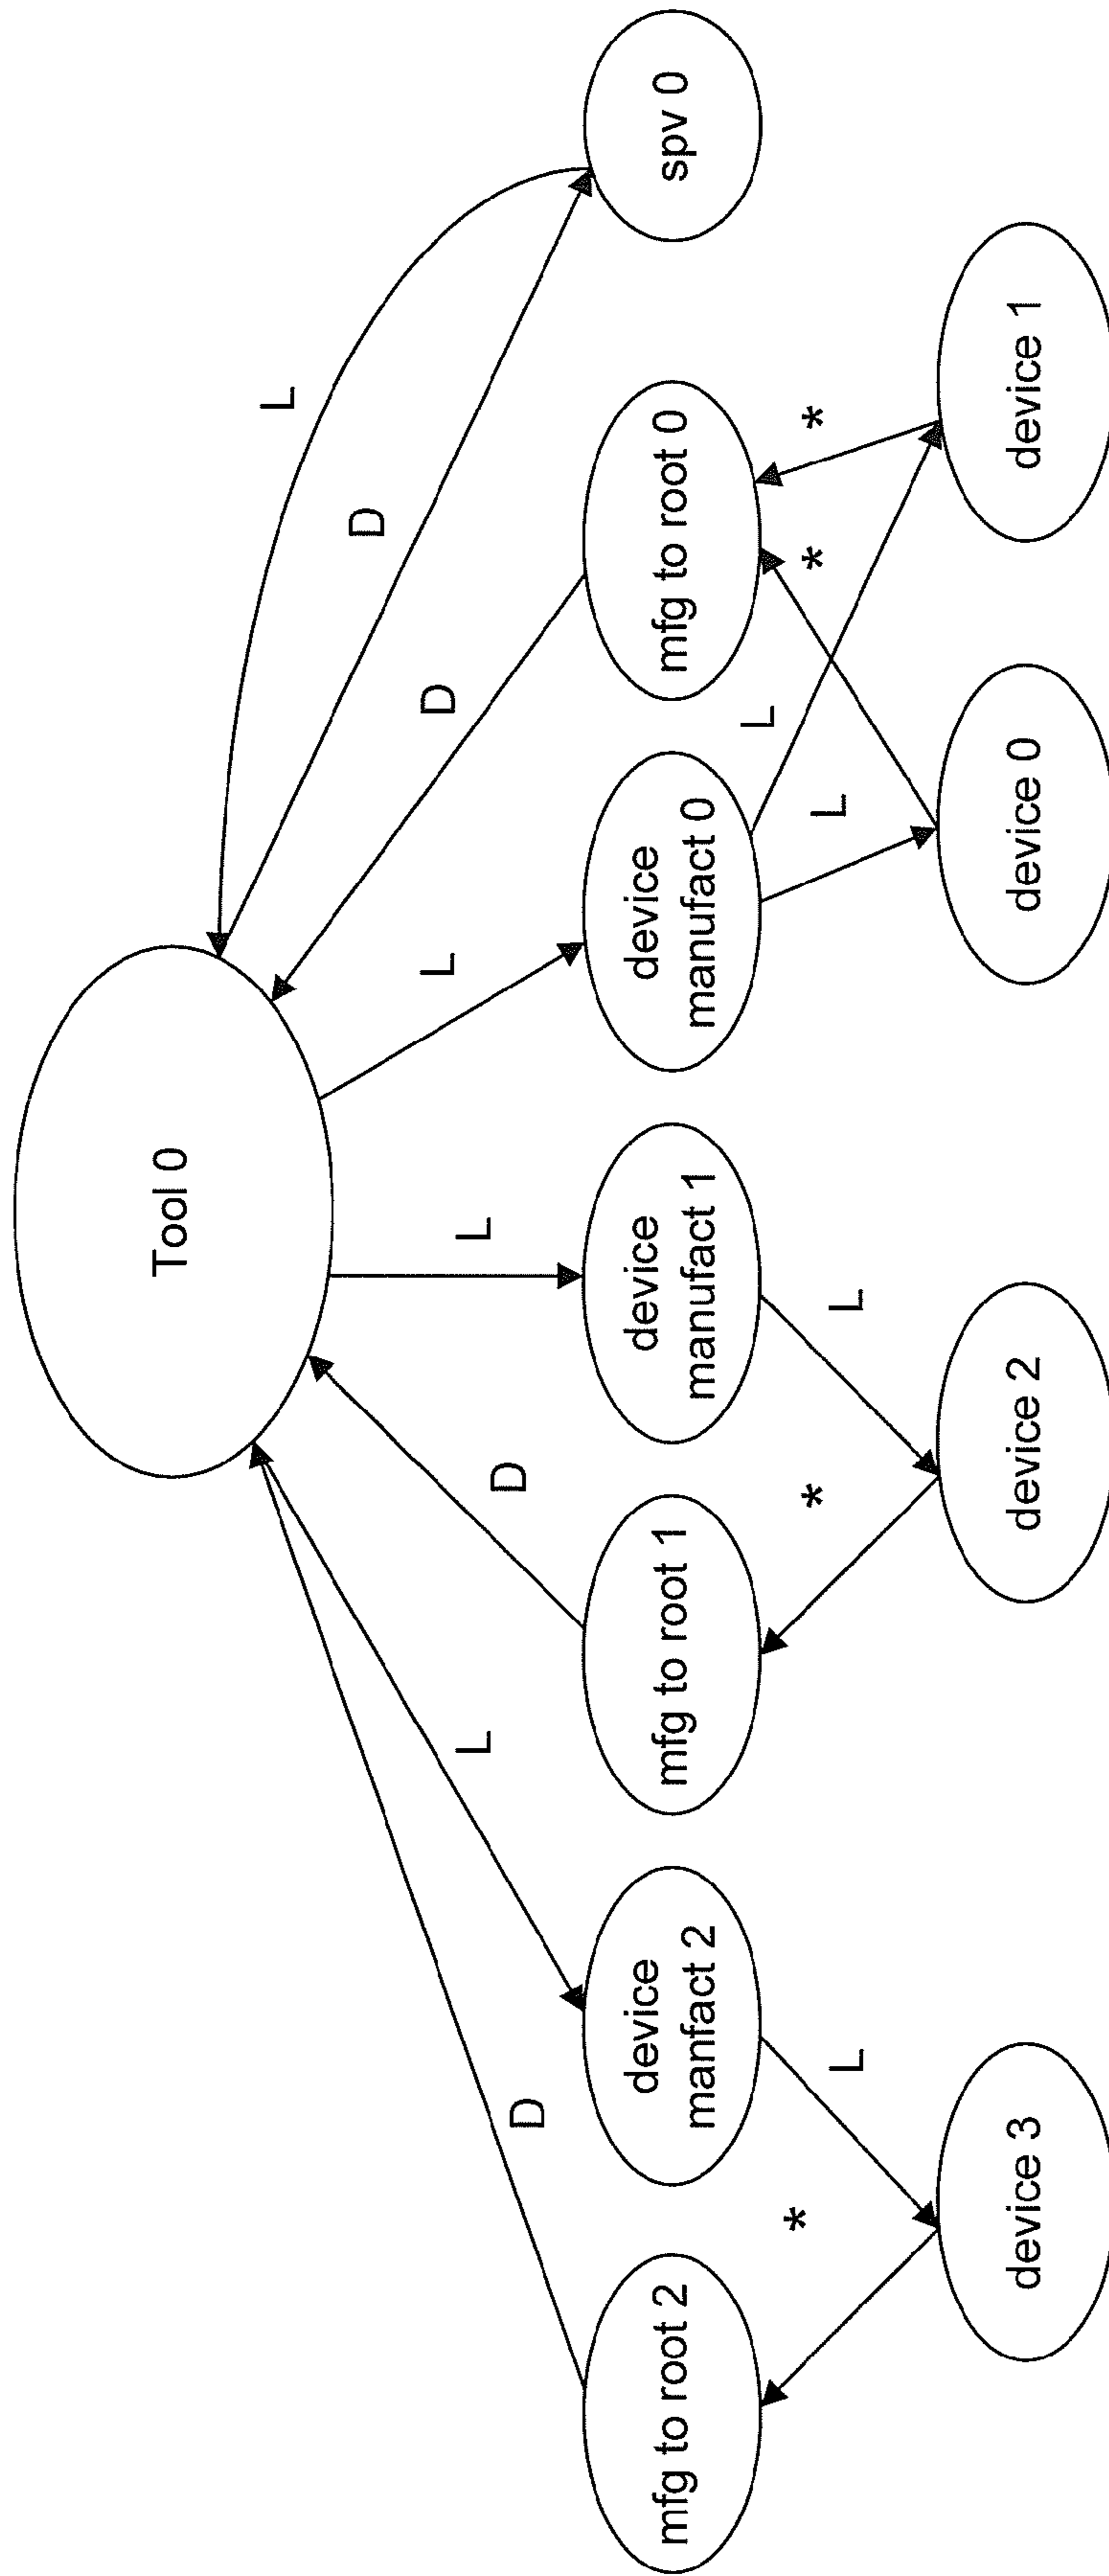 Tool 0
L
D
D
L
L
D
L
D
mfg to root 2
device
manfact 2
mfg to root 1
device
manufact 1
device
manufact 0
mfg to root 0
spv 0
*
L
*
L
L
L
*
*
device 3
device 2
device 0
device 1